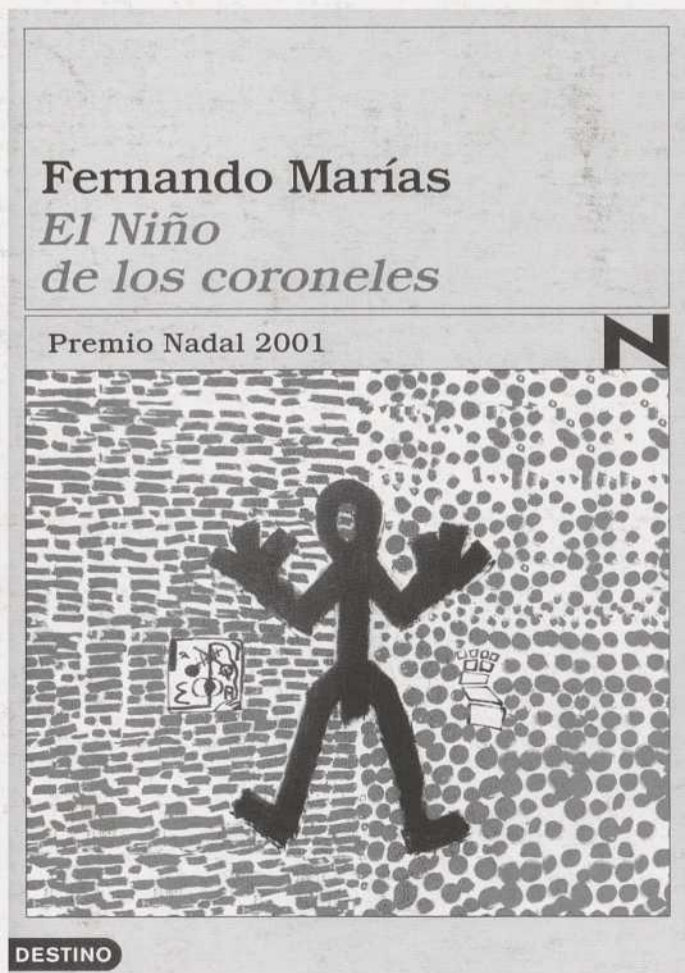 Fernando Marías
El Niño
de los coroneles
Premio Nadal 2001
N
DESTINO